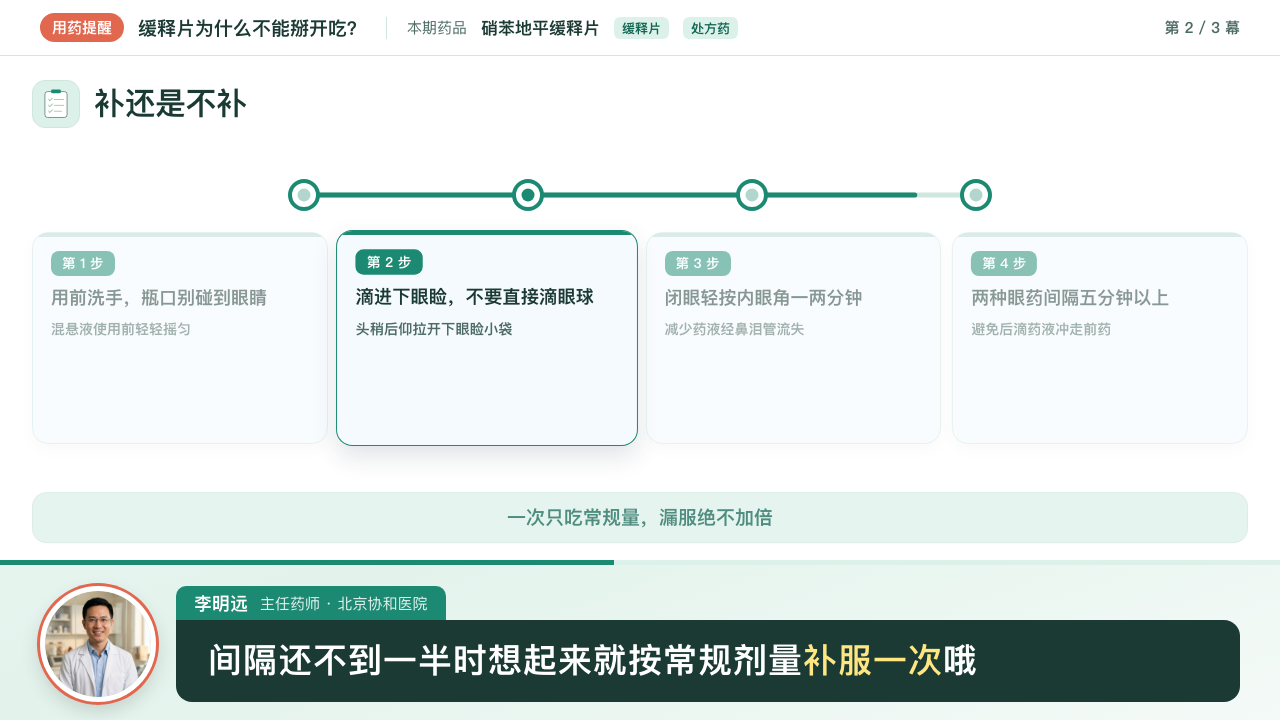 用药提醒 缓释片为什么不能掰开吃? 本期药品 硝苯地平缓释片 缓释片 处方药 第 2 / 3 幕
补还是不补
第 1 步
用前洗手，瓶口别碰到眼睛
混悬液使用前轻轻摇匀
第 2 步
滴进下眼睑，不要直接滴眼球
头稍后仰拉开下眼睑小袋
第 3 步
闭眼轻按内眼角一两分钟
减少药液经鼻泪管流失
第 4 步
两种眼药间隔五分钟以上
避免后滴药液冲走前药
一次只吃常规量，漏服绝不加倍
李明远 主任药师 · 北京协和医院
间隔还不到一半时想起来就按常规剂量补服一次哦